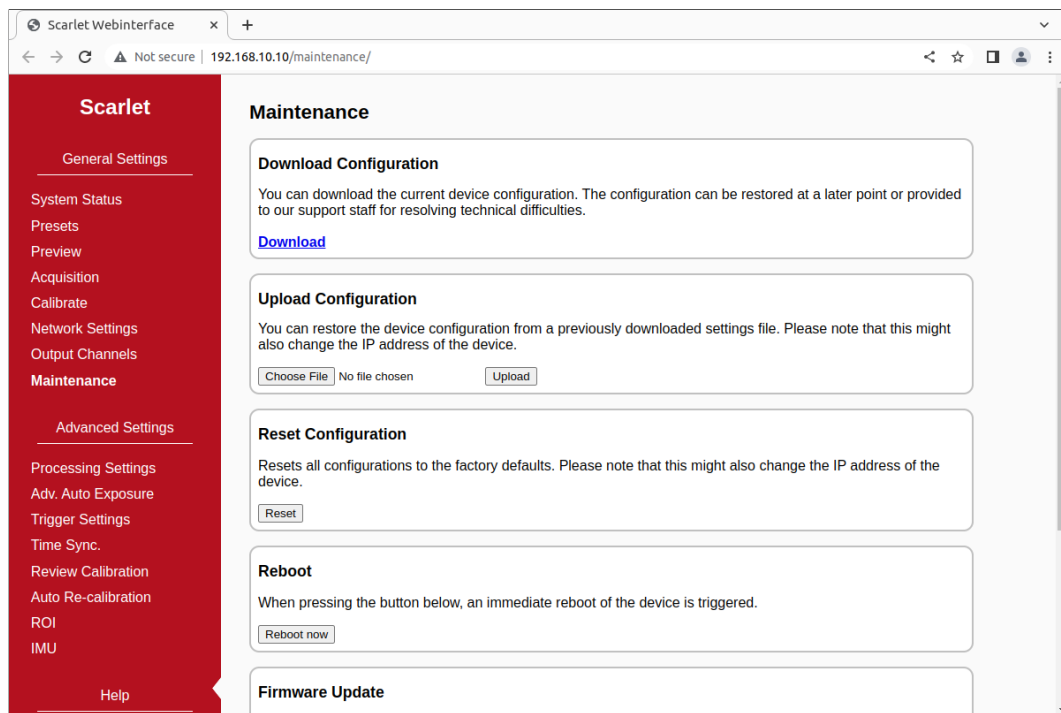 Scarlet Webinterface
Not secure
192.168.10.10/maintenance/
Scarlet
General Settings
System Status
Presets
Preview
Acquisition
Calibrate
Network Settings
Output Channels
Maintenance
Advanced Settings
Processing Settings
Adv. Auto Exposure
Trigger Settings
Time Sync.
Review Calibration
Auto Re-calibration
ROI
IMU
Help
Maintenance
Download Configuration
You can download the current device configuration. The configuration can be restored at a later point or provided
to our support staff for resolving technical difficulties.
Download
Upload Configuration
You can restore the device configuration from a previously downloaded settings file. Please note that this might
also change the IP address of the device.
Choose File No file chosen Upload
Reset Configuration
Resets all configurations to the factory defaults. Please note that this might also change the IP address of the
device.
Reset
Reboot
When pressing the button below, an immediate reboot of the device is triggered.
Reboot now
Firmware Update